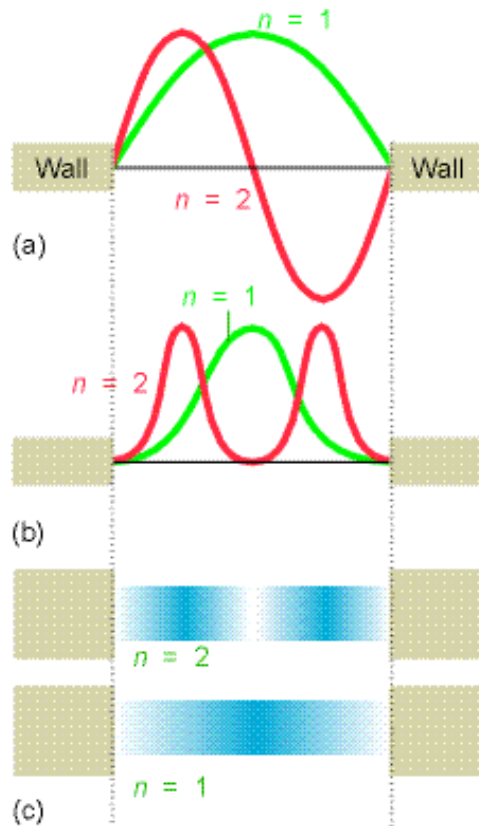 n = 1
Wall Wall
n = 2
(a)
n = 1
n = 2
(b)
n = 2
n = 1
(c)